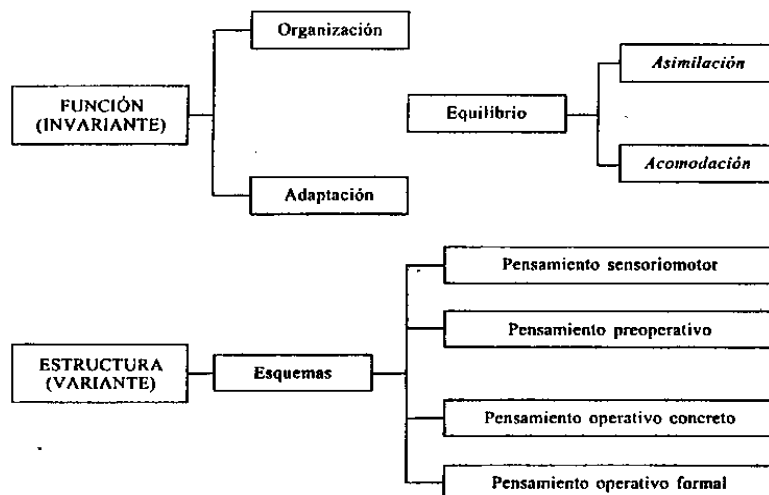 Organización
FUNCIÓN
(INVARIANTE)
Adaptación
Equilibrio
Asimilación
Acomodación
ESTRUCTURA
(VARIANTE)
Esquemas
Pensamiento sensoriomotor
Pensamiento preoperativo
Pensamiento operativo concreto
Pensamiento operativo formal